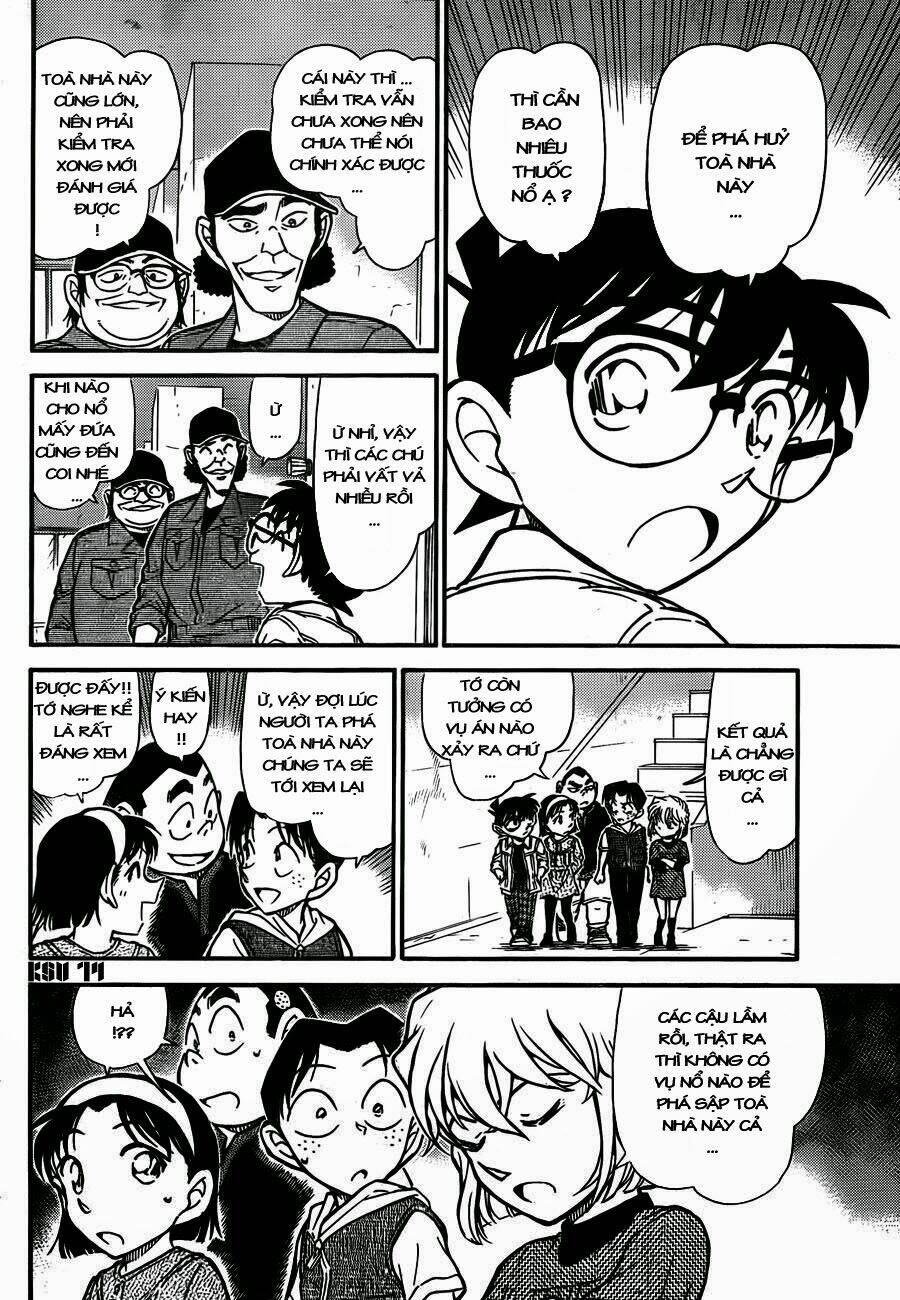 ĐỂ PHÁ HUỶ
TOÀ NHÀ
NÀY
...
THÌ CẦN
BAO
NHIÊU
THUỐC
NỔ Ạ ?
CÁI NÀY THÌ ...
KIỂM TRA VẪN
CHƯA XONG NÊN
CHƯA THỂ NÓI
CHÍNH XÁC ĐƯỢC
...
TOÀ NHÀ NÀY
CŨNG LỚN,
NÊN PHẢI
KIỂM TRA
XONG MỚI
ĐÁNH GIÁ
ĐƯỢC
!
Ừ NHỈ, VẬY
THÌ CÁC CHÚ
PHẢI VẤT VẢ
NHIỀU RỒI
...
Ừ
...
KHI NÀO
CHO NỔ
MẤY ĐỨA
CŨNG ĐẾN
COI NHÉ
...
KẾT QUẢ
LÀ CHẲNG
ĐƯỢC GÌ
CẢ
...
TỚ CÒN
TƯỞNG CÓ
VỤ ÁN NÀO
XẢY RA CHỨ
...
Ừ, VẬY ĐỢI LÚC
NGƯỜI TA PHÁ
TOÀ NHÀ NÀY
CHÚNG TA SẼ
TỚI XEM LẠI
...
Ý KIẾN
HAY
!!
ĐƯỢC ĐẤY!!
TỚ NGHE KỂ
LÀ RẤT
ĐÁNG XEM
...
KSV 74
CÁC CẬU LẦM
RỒI, THẬT RA
THÌ KHÔNG CÓ
VỤ NỔ NÀO ĐỂ
PHÁ SẬP TOÀ
NHÀ NÀY CẢ
...
HẢ
!??